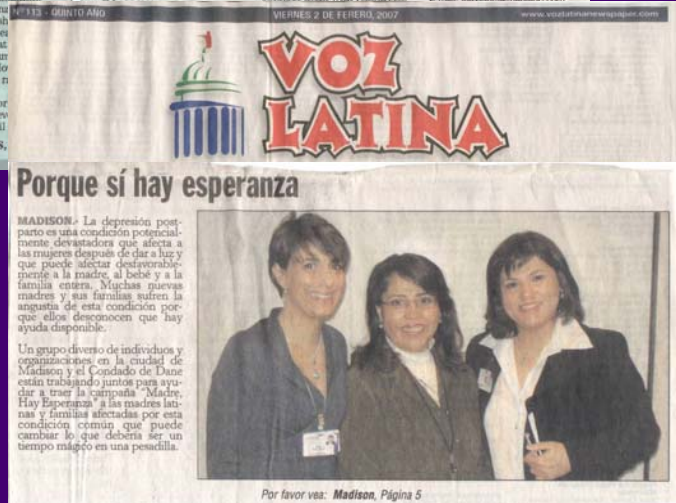 Nº 113 - QUINTO AÑO
VIERNES 2 DE FERERO, 2007
www.vozlatinanewspaper.com
VOZ
LATINA
Porque sí hay esperanza
MADISON.- La depresión post-
parto es una condición potencial-
mente devastadora que afecta a
las mujeres después de dar a luz y
que puede afectar desfavorable-
mente a la madre, al bebé y a la
familia entera. Muchas nuevas
madres y sus familias sufren la
angustia de esta condición por-
que ellos desconocen que hay
ayuda disponible.
Un grupo diverso de individuos y
organizaciones en la ciudad de
Madison y el Condado de Dane
están trabajando juntos para ayu-
dar a traer la campaña "Madre,
Hay Esperanza" a las madres lati-
nas y familias afectadas por esta
condición común que puede
cambiar lo que debería ser un
tiempo mágico en una pesadilla.
Por favor vea: Madison, Página 5